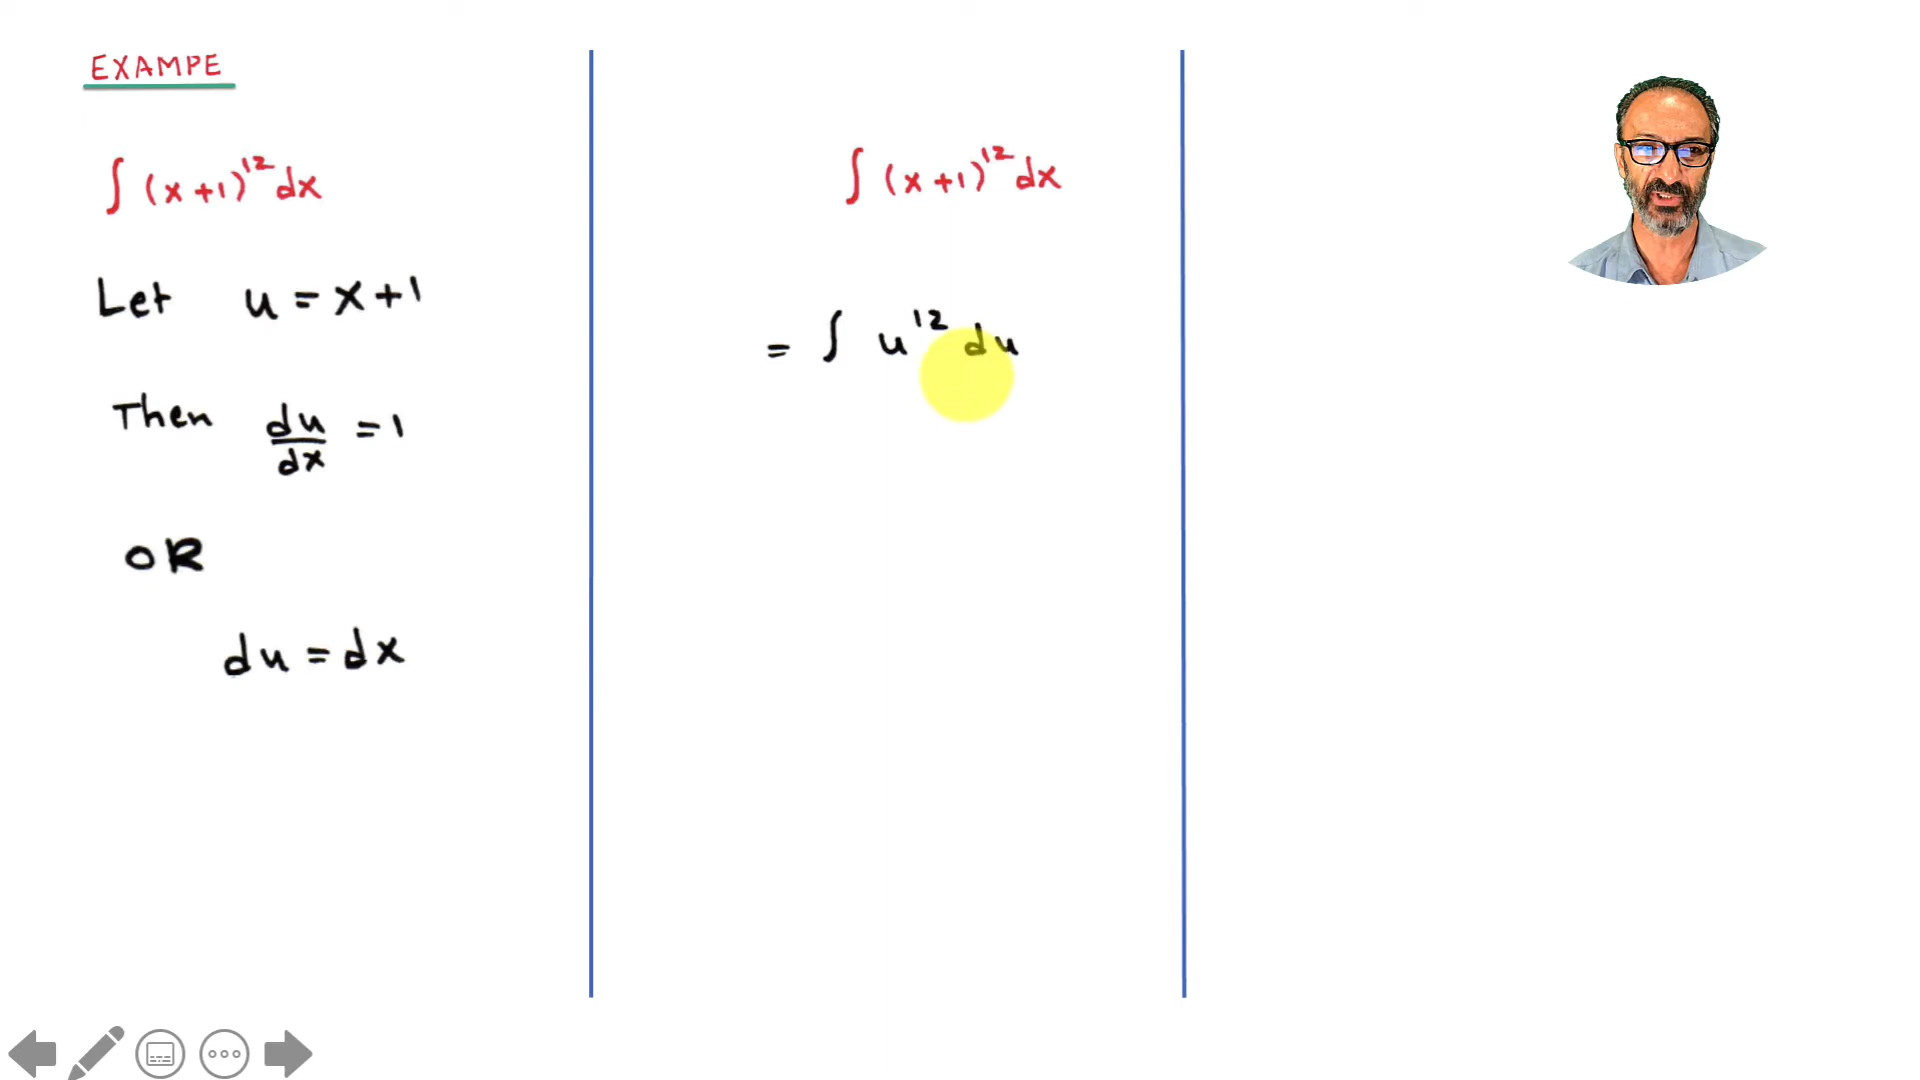 EXAMPE
∫ (x+1)¹² dx
Let u = x+1
Then du/dx = 1
OR
du = dx
∫ (x+1)¹² dx
= ∫ u¹² du